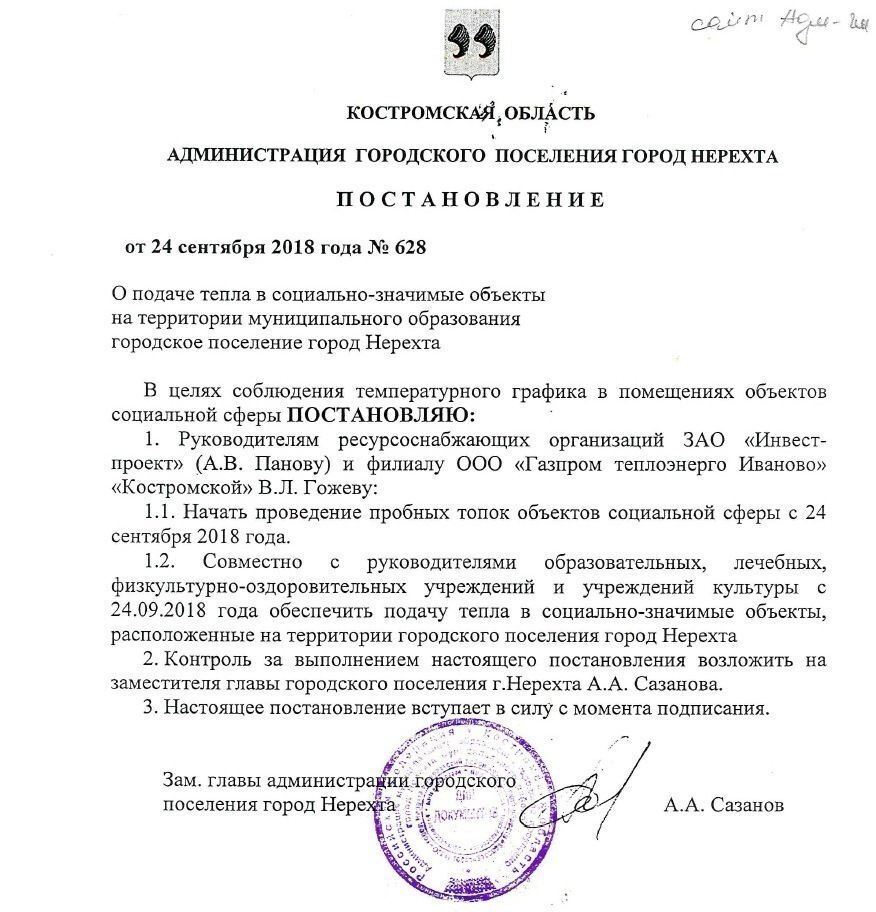 сайт Адм-ии
КОСТРОМСКАЯ ОБЛАСТЬ
АДМИНИСТРАЦИЯ ГОРОДСКОГО ПОСЕЛЕНИЯ ГОРОД НЕРЕХТА
П О С Т А Н О В Л Е Н И Е
от 24 сентября 2018 года № 628
О подаче тепла в социально-значимые объекты
на территории муниципального образования
городское поселение город Нерехта
В целях соблюдения температурного графика в помещениях объектов
социальной сферы ПОСТАНОВЛЯЮ:
1. Руководителям ресурсоснабжающих организаций ЗАО «Инвест-
проект» (А.В. Панову) и филиалу ООО «Газпром теплоэнерго Иваново»
«Костромской» В.Л. Гожеву:
1.1. Начать проведение пробных топок объектов социальной сферы с 24
сентября 2018 года.
1.2. Совместно с руководителями образовательных, лечебных,
физкультурно-оздоровительных учреждений и учреждений культуры с
24.09.2018 года обеспечить подачу тепла в социально-значимые объекты,
расположенные на территории городского поселения город Нерехта
2. Контроль за выполнением настоящего постановления возложить на
заместителя главы городского поселения г.Нерехта А.А. Сазанова.
3. Настоящее постановление вступает в силу с момента подписания.
Зам. главы администрации городского
поселения город Нерехта А.А. Сазанов
ДЛЯ
ДОКУМЕНТОВ